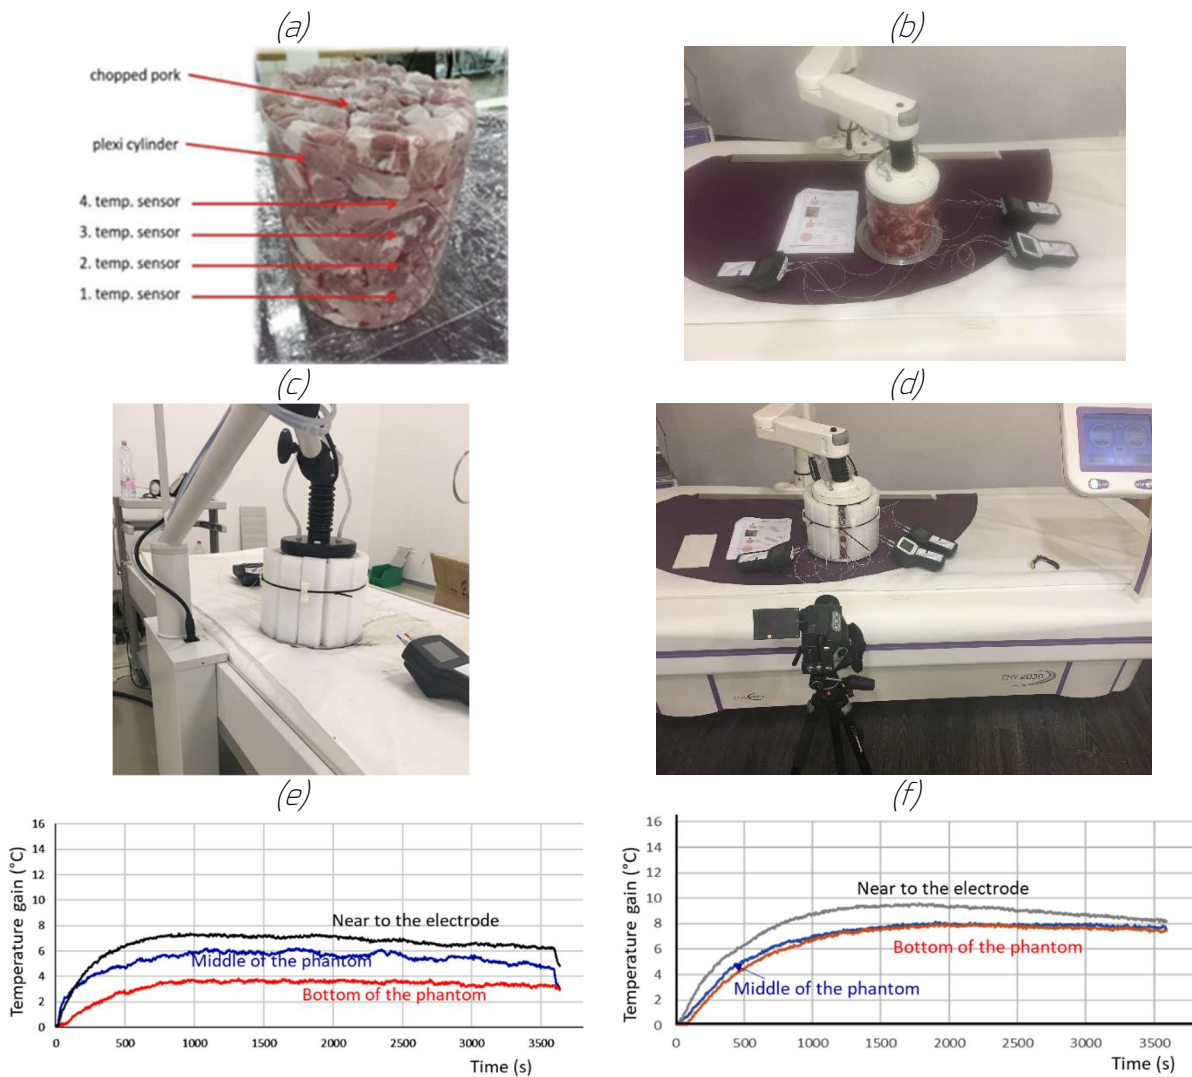 (a)
chopped pork
plexi cylinder
4. temp. sensor
3. temp. sensor
2. temp. sensor
1. temp. sensor
(b)
(c)
(d)
(e)
Temperature gain (°C)
16
14
12
10
8
6
4
2
0
Near to the electrode
Middle of the phantom
Bottom of the phantom
0 500 1000 1500 2000 2500 3000 3500
Time (s)
(f)
Temperature gain (°C)
16
14
12
10
8
6
4
2
0
Near to the electrode
Bottom of the phantom
Middle of the phantom
0 500 1000 1500 2000 2500 3000 3500
Time (s)